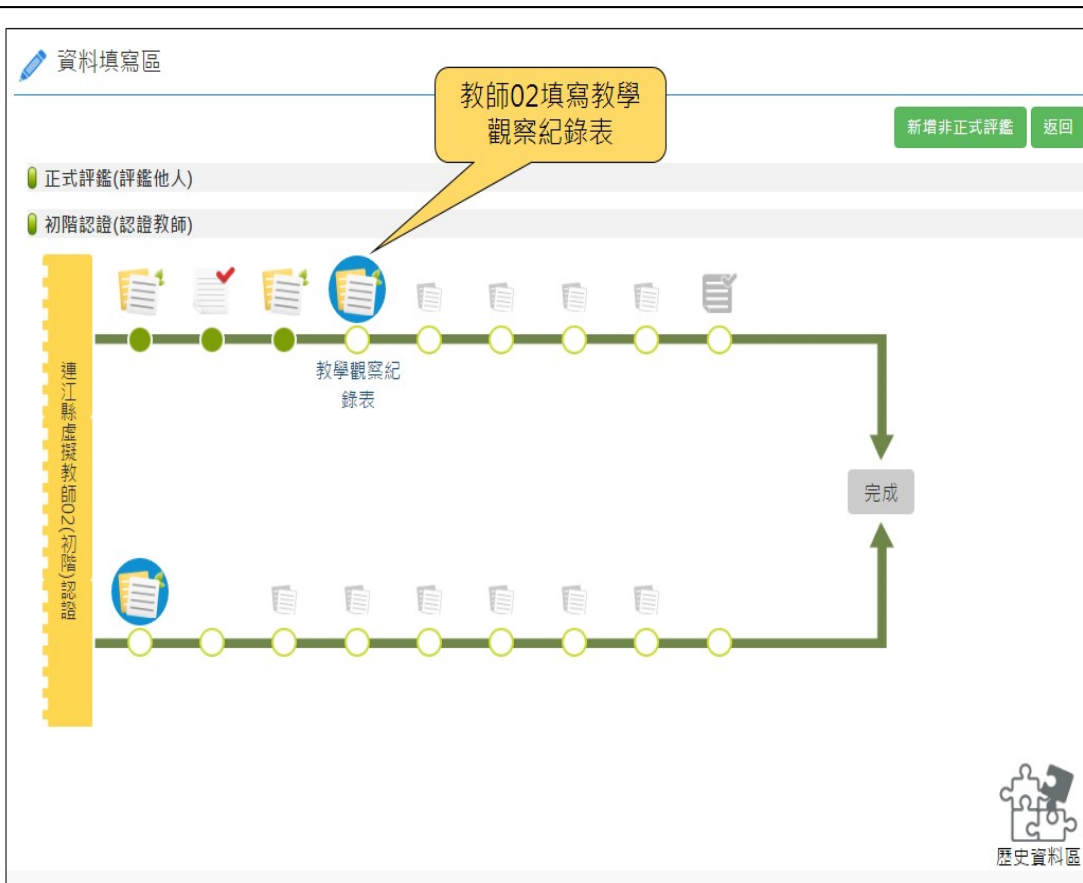 資料填寫區
教師02填寫教學
觀察紀錄表
新增非正式評鑑
返回
正式評鑑(評鑑他人)
初階認證(認證教師)
連江縣虛擬教師02(初階)認證
教學觀察紀
錄表
完成
歷史資料區